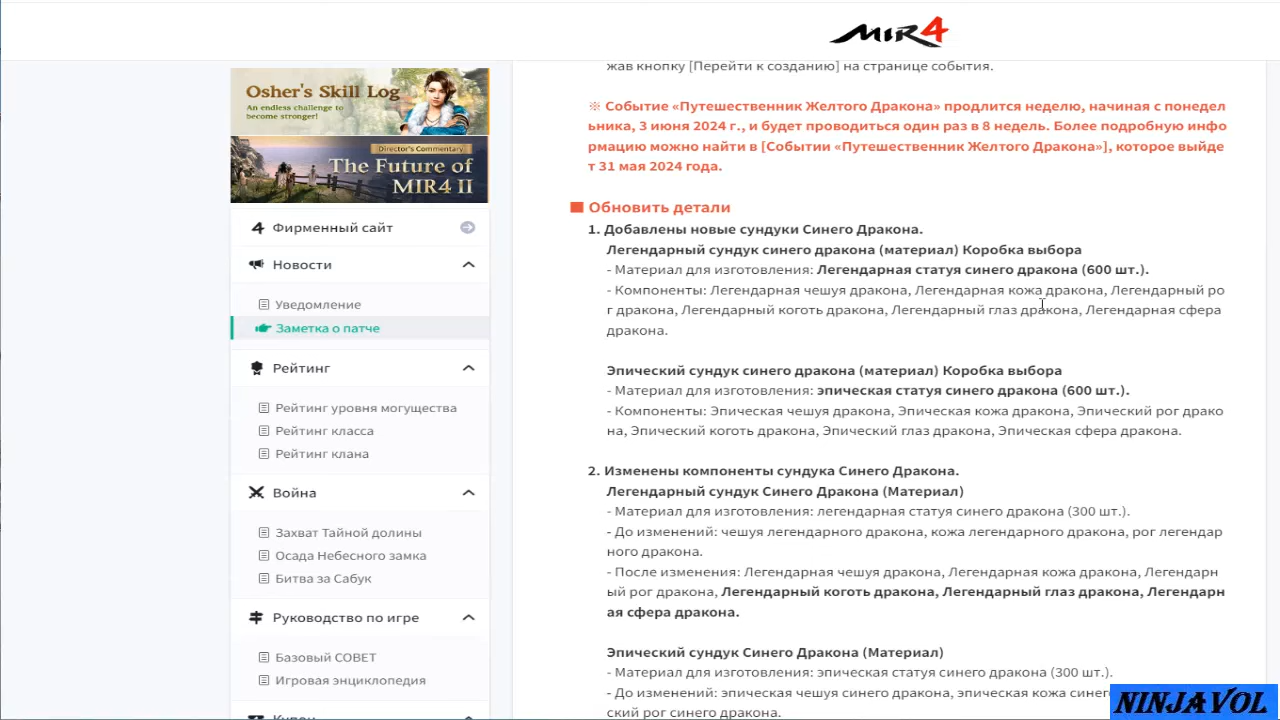 MIR4
Osher's Skill Log
An endless challenge to
become stronger!
Director's Commentary
The Future of
MIR4 II
4 Фирменный сайт
Новости
Уведомление
Заметка о патче
Рейтинг
Рейтинг уровня могущества
Рейтинг класса
Рейтинг клана
Война
Захват Тайной долины
Осада Небесного замка
Битва за Сабук
Руководство по игре
Базовый СОВЕТ
Игровая энциклопедия
Купон
жав кнопку [Перейти к созданию] на странице события.
※ Событие «Путешественник Желтого Дракона» продлится неделю, начиная с понедел
ьника, 3 июня 2024 г., и будет проводиться один раз в 8 недель. Более подробную инфо
рмацию можно найти в [Событии «Путешественник Желтого Дракона»], которое выйде
т 31 мая 2024 года.
■ Обновить детали
1. Добавлены новые сундуки Синего Дракона.
Легендарный сундук синего дракона (материал) Коробка выбора
- Материал для изготовления: Легендарная статуя синего дракона (600 шт.).
- Компоненты: Легендарная чешуя дракона, Легендарная кожа дракона, Легендарный ро
г дракона, Легендарный коготь дракона, Легендарный глаз дракона, Легендарная сфера
дракона.
Эпический сундук синего дракона (материал) Коробка выбора
- Материал для изготовления: эпическая статуя синего дракона (600 шт.).
- Компоненты: Эпическая чешуя дракона, Эпическая кожа дракона, Эпический рог драко
на, Эпический коготь дракона, Эпический глаз дракона, Эпическая сфера дракона.
2. Изменены компоненты сундука Синего Дракона.
Легендарный сундук Синего Дракона (Материал)
- Материал для изготовления: легендарная статуя синего дракона (300 шт.).
- До изменений: чешуя легендарного дракона, кожа легендарного дракона, рог легендар
ного дракона.
- После изменения: Легендарная чешуя дракона, Легендарная кожа дракона, Легендарн
ый рог дракона, Легендарный коготь дракона, Легендарный глаз дракона, Легендарн
ая сфера дракона.
Эпический сундук Синего Дракона (Материал)
- Материал для изготовления: эпическая статуя синего дракона (300 шт.).
- До изменений: эпическая чешуя синего дракона, эпическая кожа синег
ский рог синего дракона.
NINJAVOL